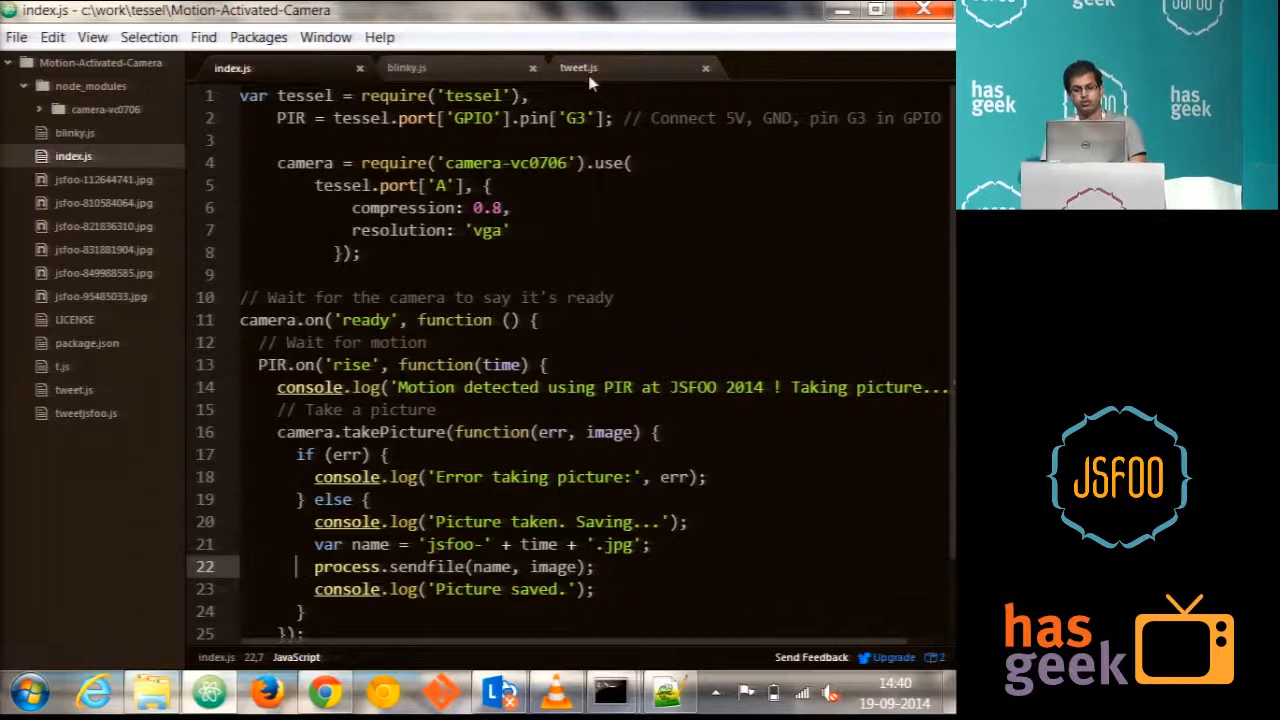 index.js - c:\work\tessel\Motion-Activated-Camera
File Edit View Selection Find Packages Window Help
Motion-Activated-Camera
node_modules
camera-vc0706
blinky.js
index.js
jsfoo-112644741.jpg
jsfoo-810584064.jpg
jsfoo-821836310.jpg
jsfoo-831881904.jpg
jsfoo-849988585.jpg
jsfoo-95485033.jpg
LICENSE
package.json
t.js
tweet.js
tweetjsfoo.js
index.js blinky.js tweet.js
1 var tessel = require('tessel'),
2 PIR = tessel.port['GPIO'].pin['G3']; // Connect 5V, GND, pin G3 in GPIO
3
4 camera = require('camera-vc0706').use(
5 tessel.port['A'], {
6 compression: 0.8,
7 resolution: 'vga'
8 });
9
10 // Wait for the camera to say it's ready
11 camera.on('ready', function () {
12 // Wait for motion
13 PIR.on('rise', function(time) {
14 console.log('Motion detected using PIR at JSFOO 2014 ! Taking picture...'
15 // Take a picture
16 camera.takePicture(function(err, image) {
17 if (err) {
18 console.log('Error taking picture:', err);
19 } else {
20 console.log('Picture taken. Saving...');
21 var name = 'jsfoo-' + time + '.jpg';
22 process.sendfile(name, image);
23 console.log('Picture saved.');
24 }
25 });
index.js 22,7 JavaScript Send Feedback Upgrade 2
14:40
19-09-2014
has geek
has geek
geek
JSFOO
has
geek